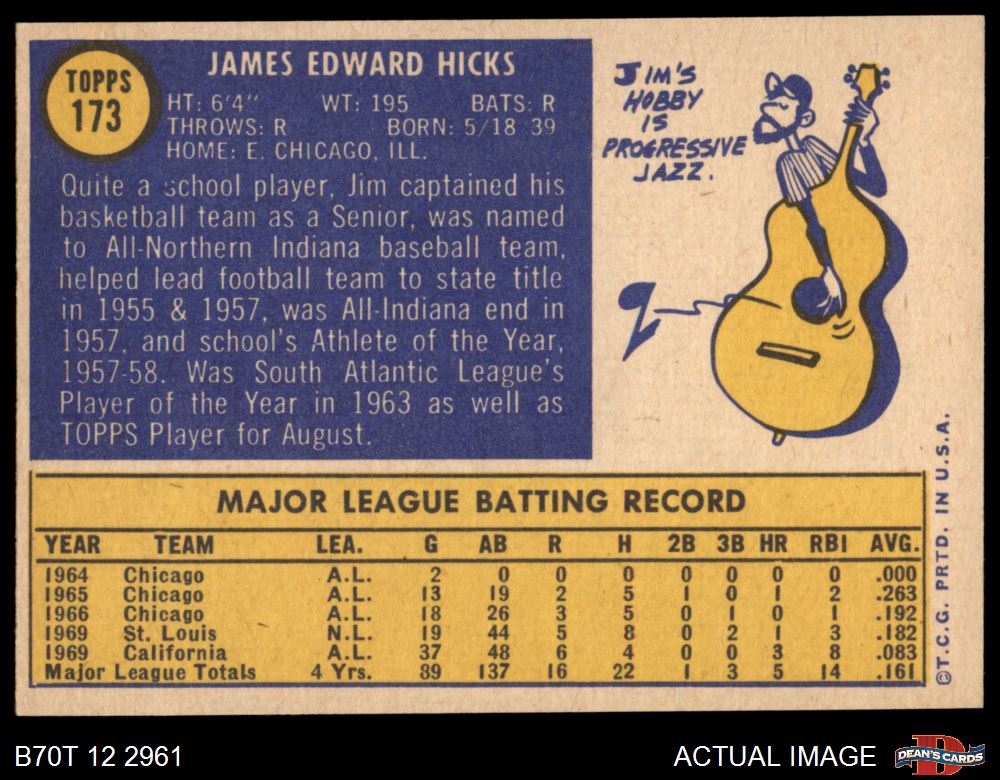 TOPPS
173
JAMES EDWARD HICKS
HT: 6'4" WT: 195 BATS: R
THROWS: R BORN: 5/18 39
HOME: E. CHICAGO, ILL.
Quite a school player, Jim captained his
basketball team as a Senior, was named
to All-Northern Indiana baseball team,
helped lead football team to state title
in 1955 & 1957, was All-Indiana end in
1957, and school's Athlete of the Year,
1957-58. Was South Atlantic League's
Player of the Year in 1963 as well as
TOPPS Player for August.
JIM'S
HOBBY
IS
PROGRESSIVE
JAZZ.
MAJOR LEAGUE BATTING RECORD
YEAR TEAM LEA. G AB R H 2B 3B HR RBI AVG.
1964 Chicago A.L. 2 0 0 0 0 0 0 0 .000
1965 Chicago A.L. 13 19 2 5 1 0 1 2 .263
1966 Chicago A.L. 18 26 3 5 0 1 0 1 .192
1969 St. Louis N.L. 19 44 5 8 0 2 1 3 .182
1969 California A.L. 37 48 6 4 0 0 3 8 .083
Major League Totals 4 Yrs. 89 137 16 22 1 3 5 14 .161
©T.C.G. PRTD. IN U.S.A.
B70T 12 2961
ACTUAL IMAGE
DEAN'S CARDS